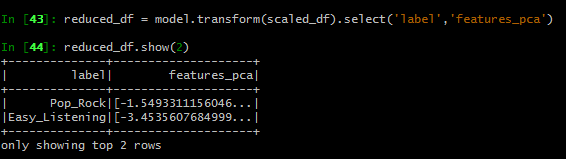 In [43]: reduced_df = model.transform(scaled_df).select('label','features_pca')
In [44]: reduced_df.show(2)
+--------------+--------------------+
|         label|        features_pca|
+--------------+--------------------+
|      Pop_Rock|[-1.5493311156046...|
|Easy_Listening|[-3.4535607684999...|
+--------------+--------------------+
only showing top 2 rows